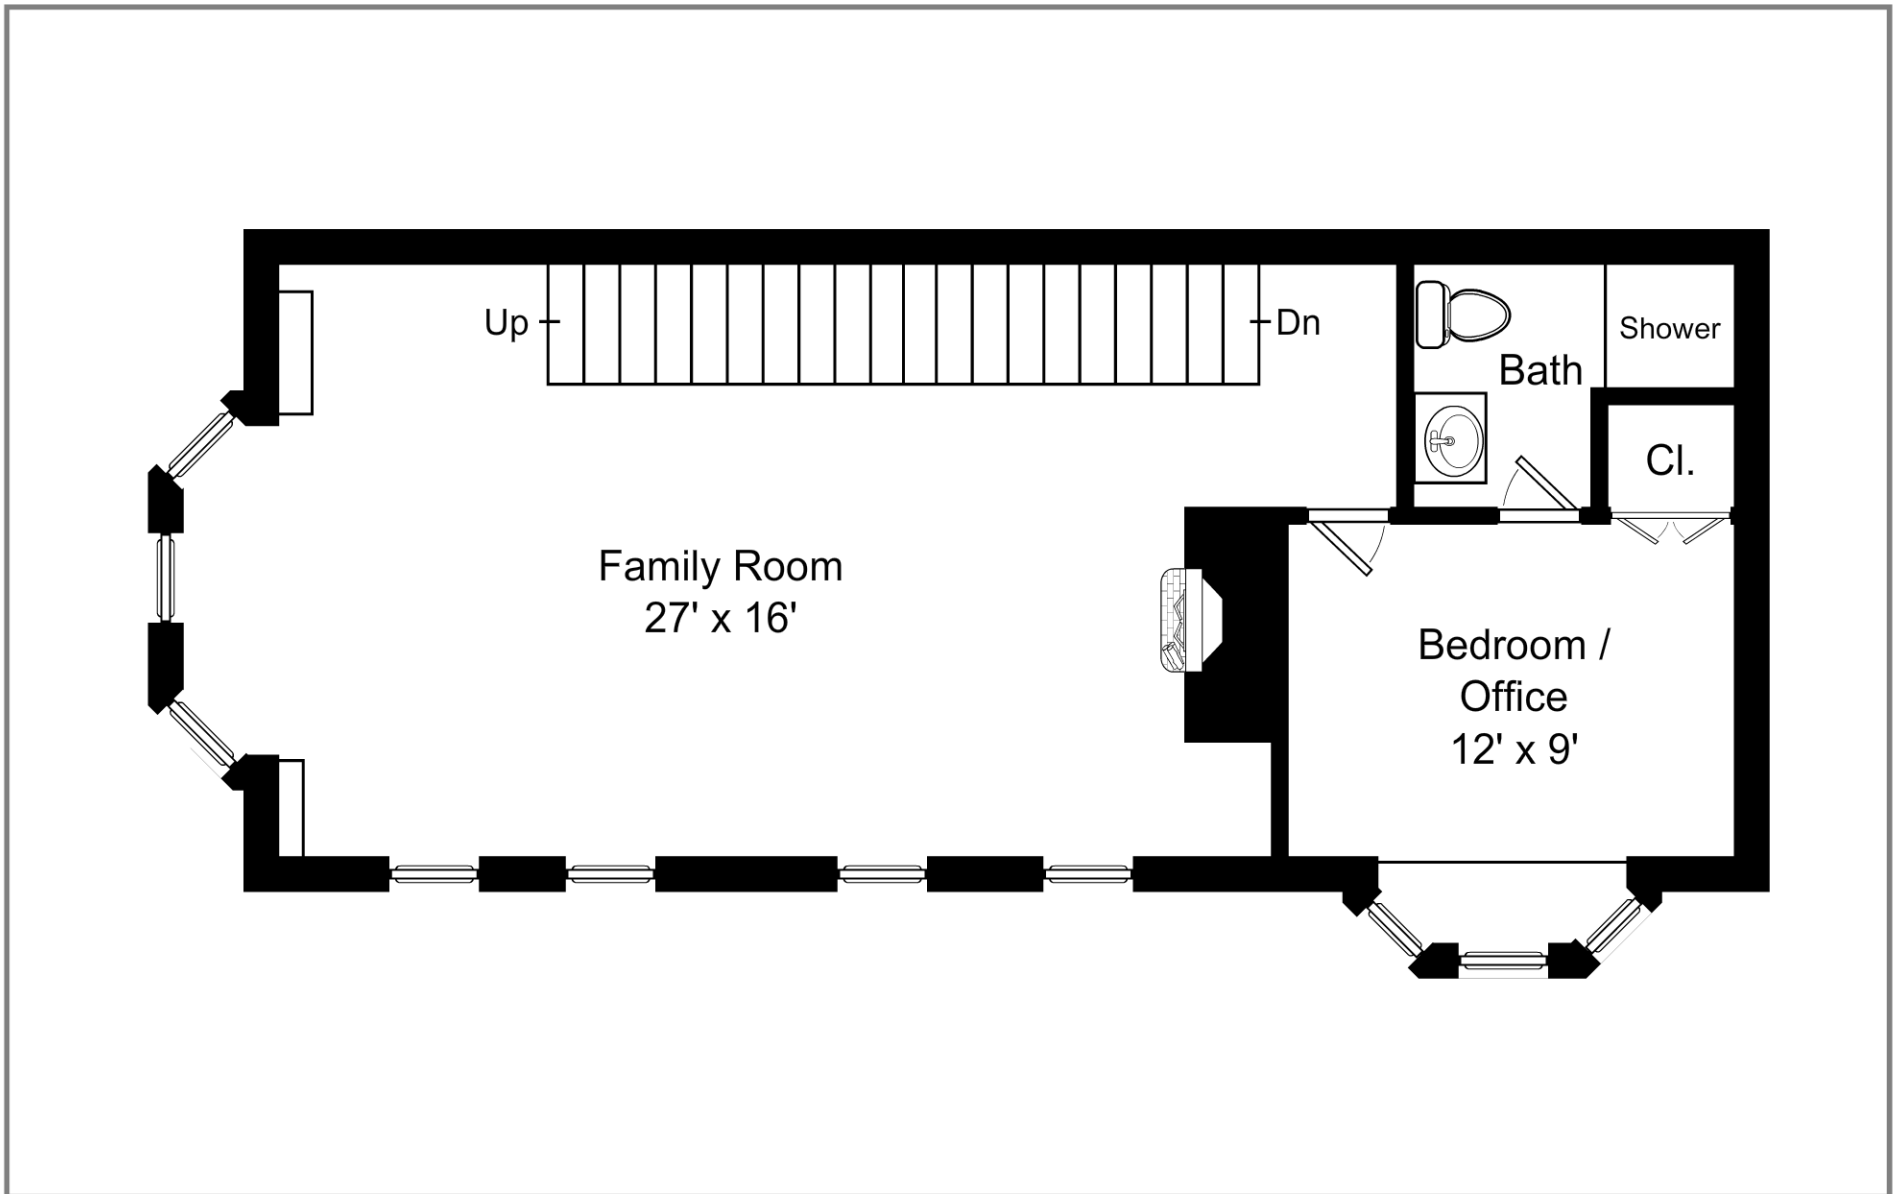 Up
Dn
Shower
Bath
Cl.
Family Room
27' x 16'
Bedroom /
Office
12' x 9'